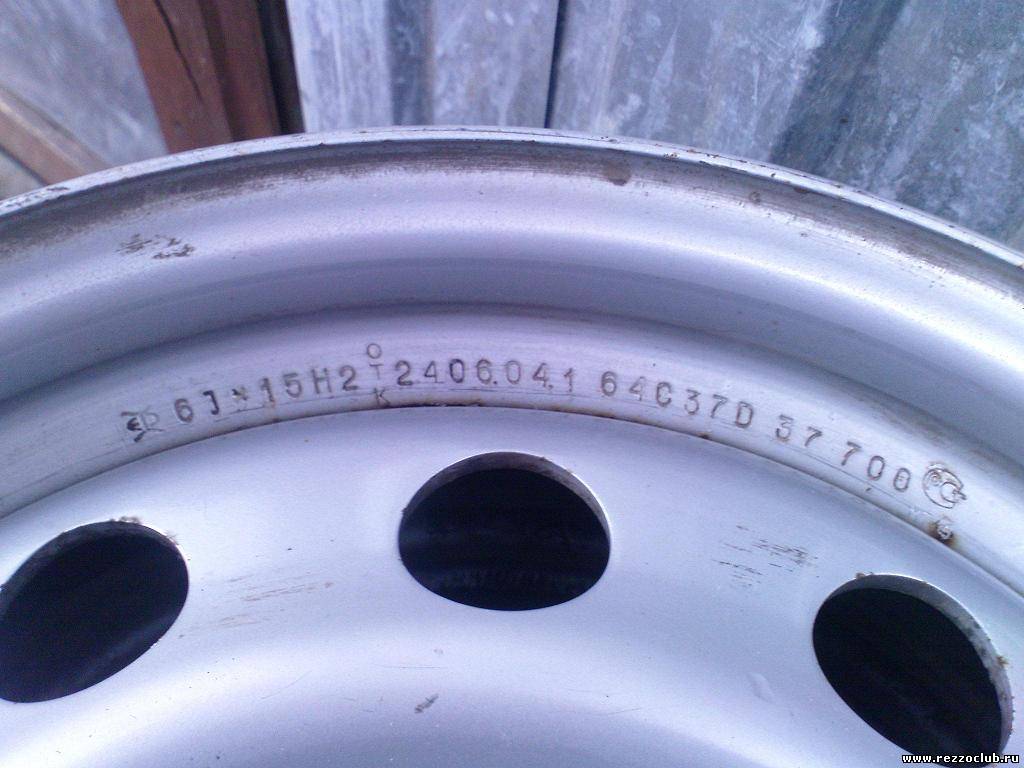 6J×15H2 О Т К 2406.04.1 64C37D 37 700
www.rezzoclub.ru